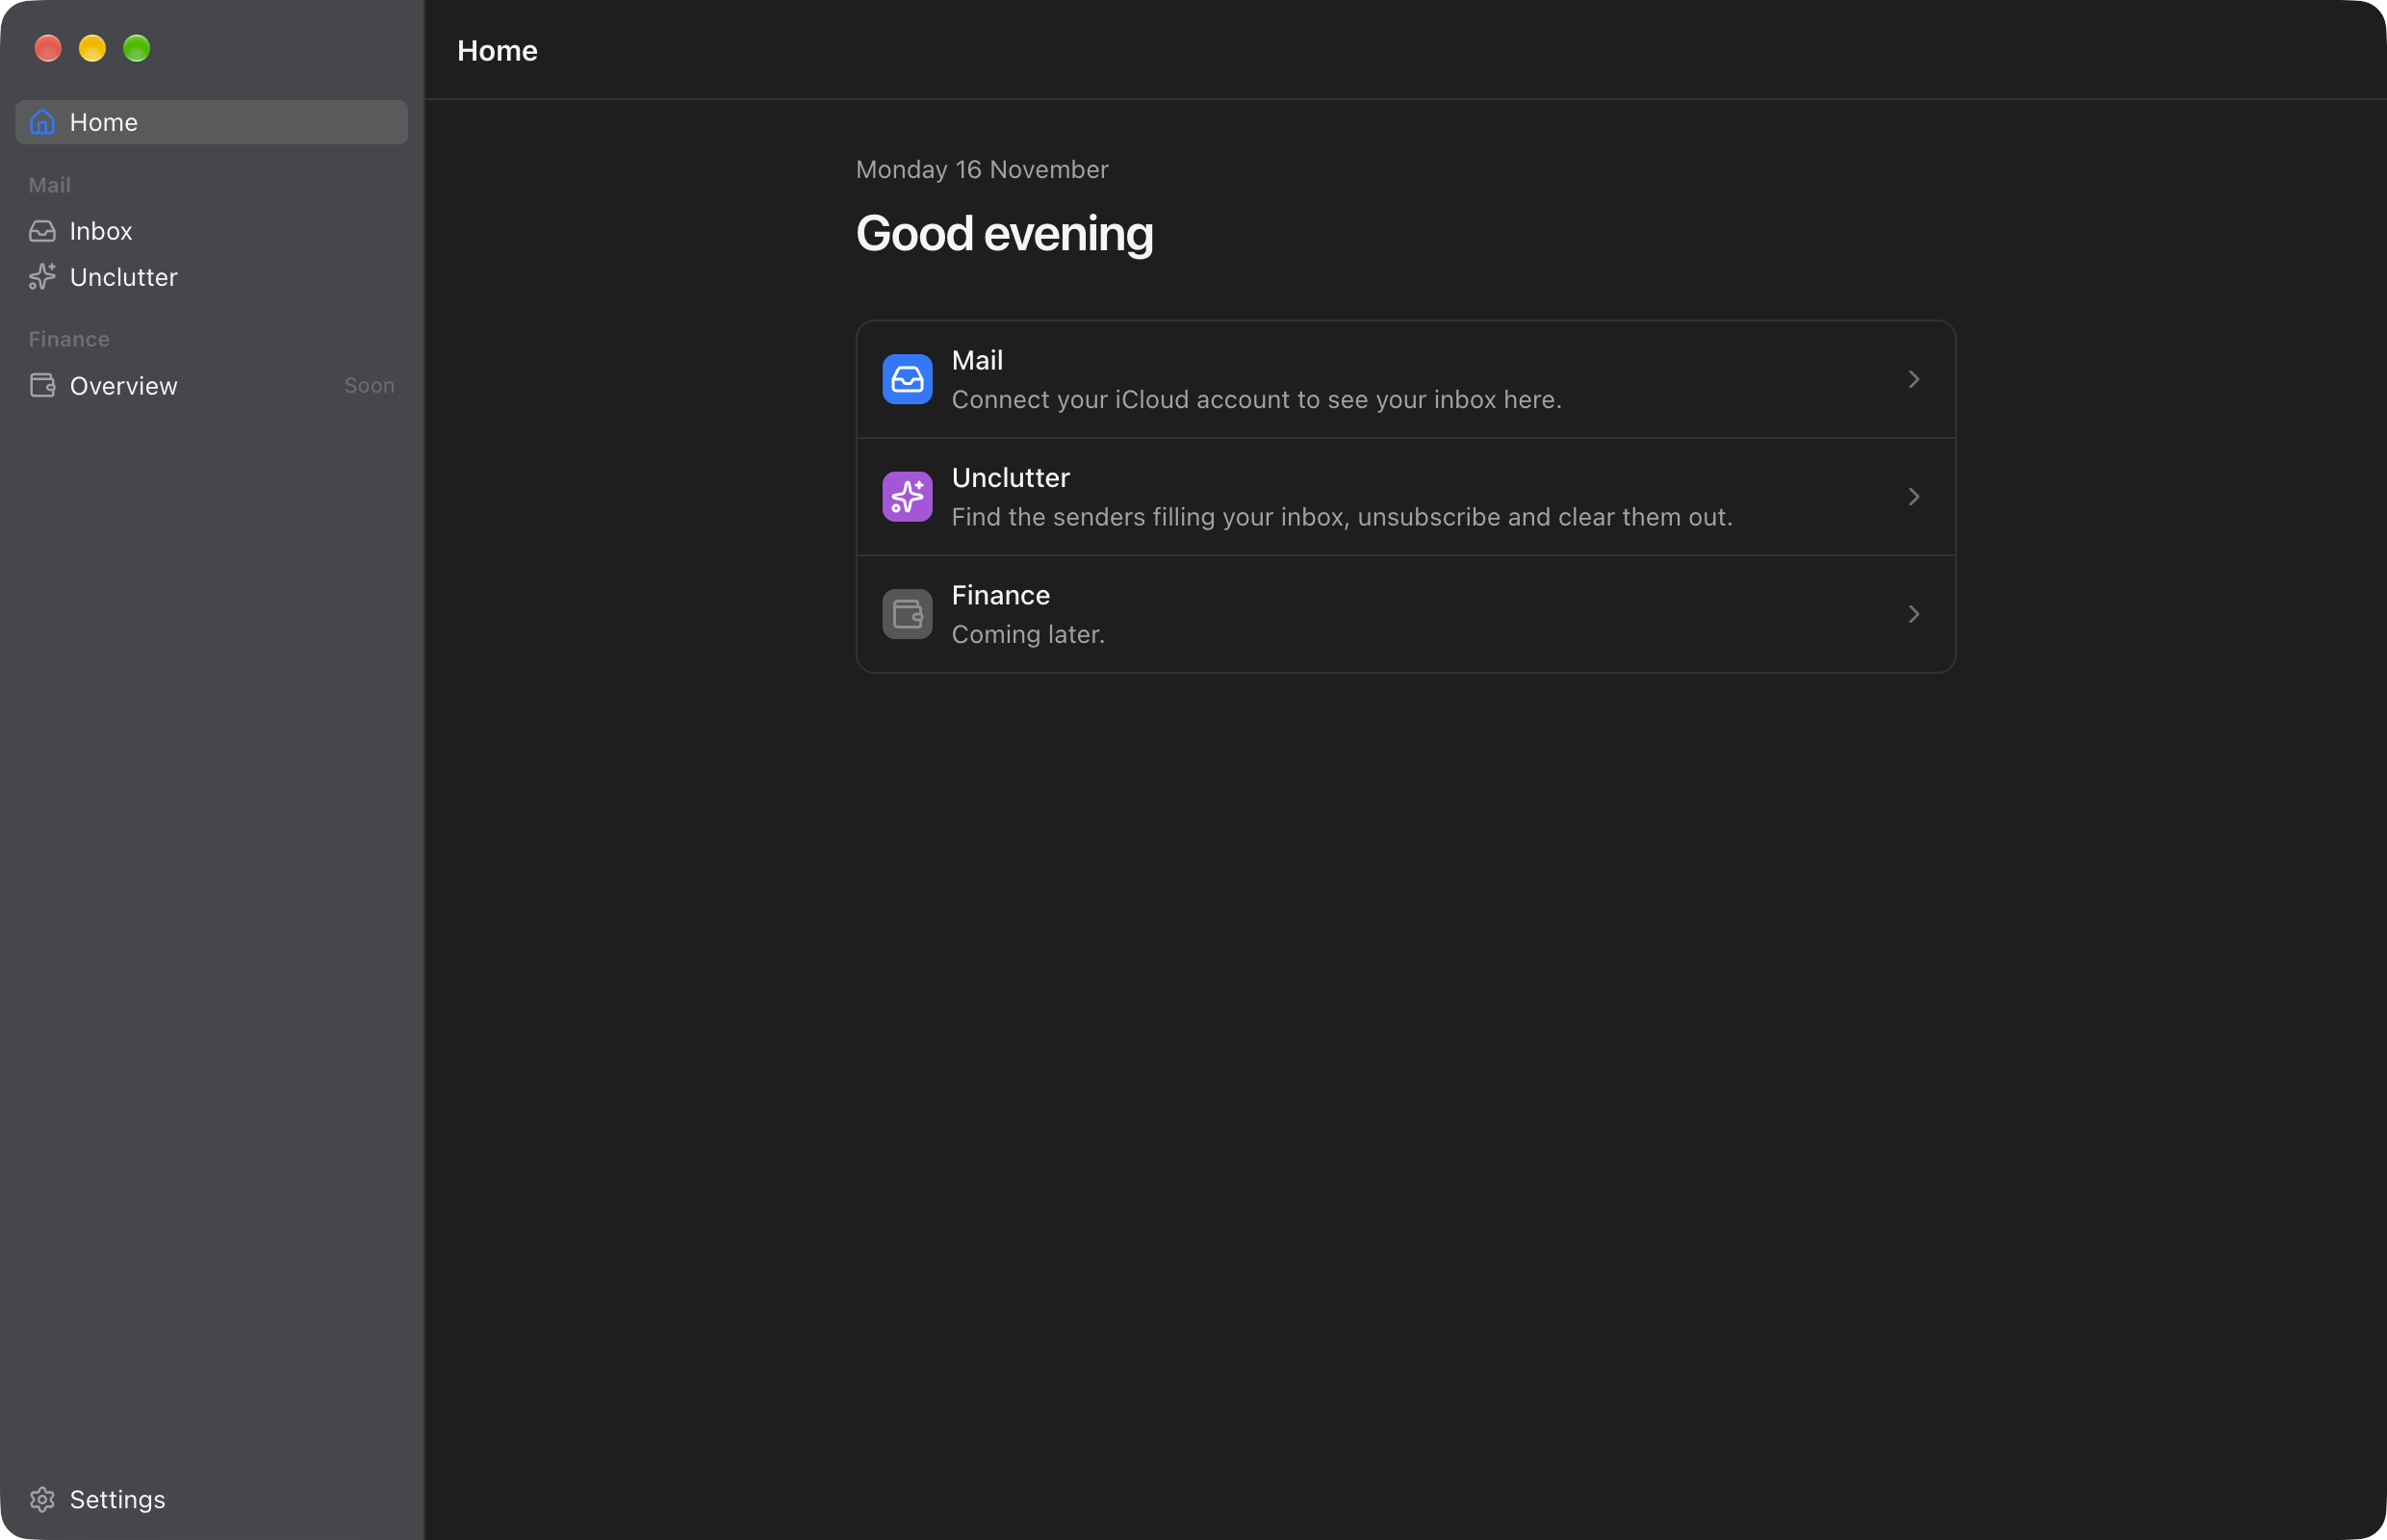 Home
Mail
Inbox
Unclutter
Finance
Overview Soon
Settings
Home
Monday 16 November
Good evening
Mail
Connect your iCloud account to see your inbox here.
Unclutter
Find the senders filling your inbox, unsubscribe and clear them out.
Finance
Coming later.